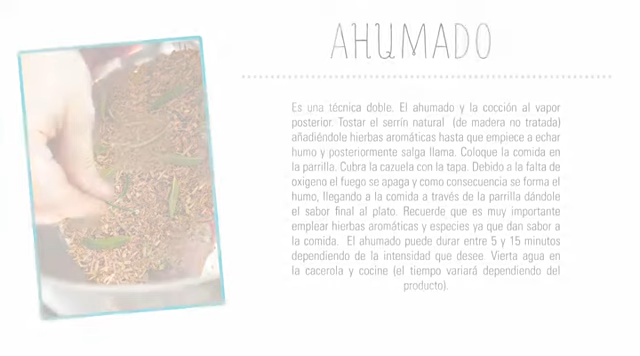 AHUMADO
Es una técnica doble. El ahumado y la cocción al vapor
posterior. Tostar el serrín natural (de madera no tratada)
añadiéndole hierbas aromáticas hasta que empiece a echar
humo y posteriormente salga llama. Coloque la comida en
la parrilla. Cubra la cazuela con la tapa. Debido a la falta de
oxigeno el fuego se apaga y como consecuencia se forma el
humo, llegando a la comida a través de la parrilla dándole
el sabor final al plato. Recuerde que es muy importante
emplear hierbas aromáticas y especies ya que dan sabor a
la comida. El ahumado puede durar entre 5 y 15 minutos
dependiendo de la intensidad que desee. Vierta agua en
la cacerola y cocine (el tiempo variará dependiendo del
producto).